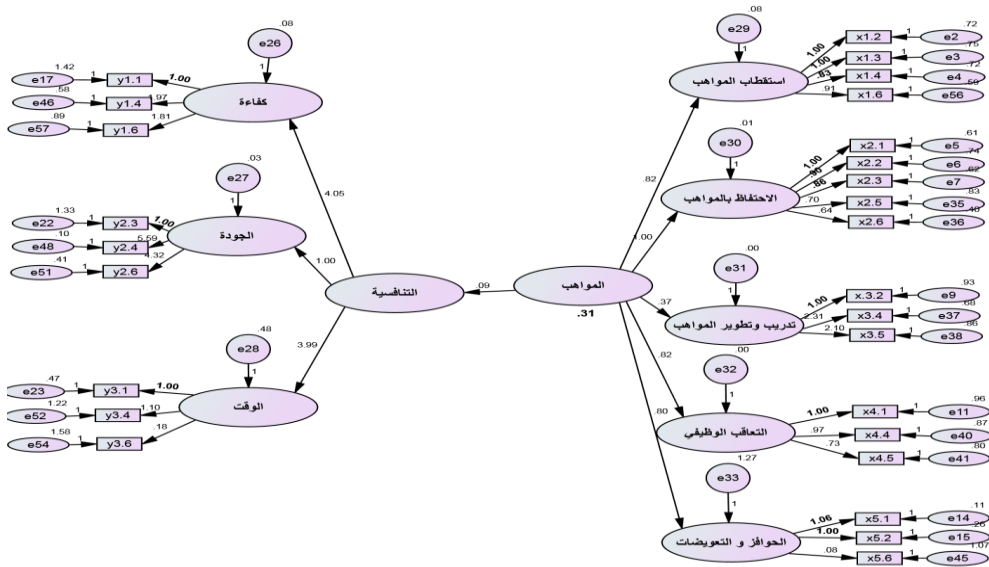 .08
e26
1
1.42
e17
1
y1.1
1.00
كفاءة
.58
e46
1
y1.4
1.97
.89
e57
1
y1.6
1.81
4.05
.03
e27
1
1.33
e22
1
y2.3
1.00
الجودة
.10
e48
1
y2.4
5.59
.41
e51
1
y2.6
4.32
1.00
التنافسية
.09
المواهب
.31
3.99
.48
e28
1
.47
e23
1
y3.1
1.00
الوقت
1.22
e52
1
y3.4
1.10
1.58
e54
1
y3.6
.18
.08
e29
1
استقطاب المواهب
.82
1.00
x1.2
1
e2
.72
1.00
x1.3
1
e3
.75
.83
x1.4
1
e4
.72
.91
x1.6
1
e56
.59
.01
e30
1
الاحتفاظ بالمواهب
1.00
1.00
x2.1
1
e5
.61
.90
x2.2
1
e6
.74
.86
x2.3
1
e7
.62
.70
x2.5
1
e35
.83
.64
x2.6
1
e36
.00
e31
1
تدريب وتطوير المواهب
.37
1.00
x.3.2
1
e9
.93
2.31
x3.4
1
e37
.68
2.10
x3.5
1
e38
.86
.00
e32
1
التعاقب الوظيفي
.82
1.00
x4.1
1
e11
.96
.97
x4.4
1
e40
.87
.73
x4.5
1
e41
.80
1.27
e33
1
الحوافز و التعويضات
.80
1.06
x5.1
1
e14
.11
1.00
x5.2
1
e15
.08
x5.6
1
e45
1.07